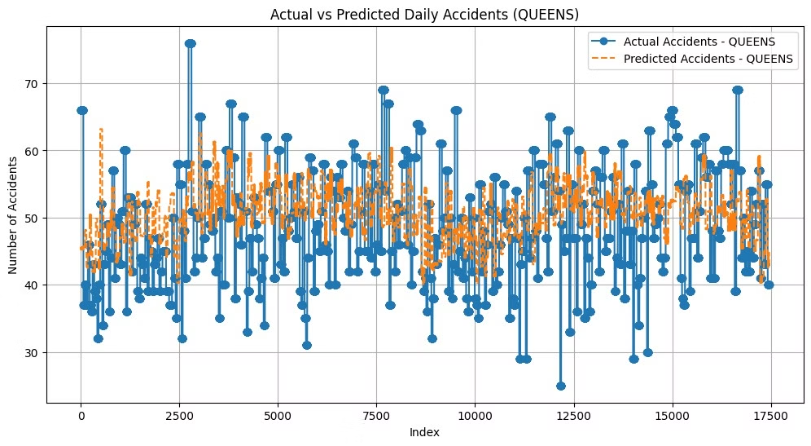 Actual vs Predicted Daily Accidents (QUEENS)
Actual Accidents - QUEENS
Predicted Accidents - QUEENS
Number of Accidents
70
60
50
40
30
0 2500 5000 7500 10000 12500 15000 17500
Index